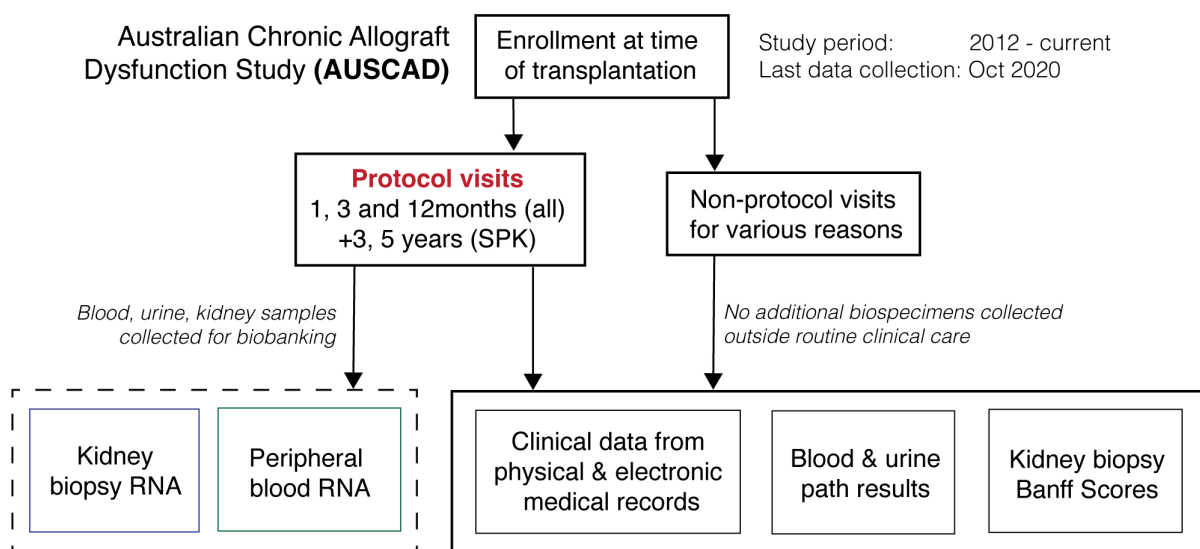 Australian Chronic Allograft
Dysfunction Study (AUSCAD)
Enrollment at time
of transplantation
Study period: 2012 - current
Last data collection: Oct 2020
Protocol visits
1, 3 and 12months (all)
+3, 5 years (SPK)
Non-protocol visits
for various reasons
Blood, urine, kidney samples
collected for biobanking
No additional biospecimens collected
outside routine clinical care
Kidney
biopsy RNA
Peripheral
blood RNA
Clinical data from
physical & electronic
medical records
Blood & urine
path results
Kidney biopsy
Banff Scores